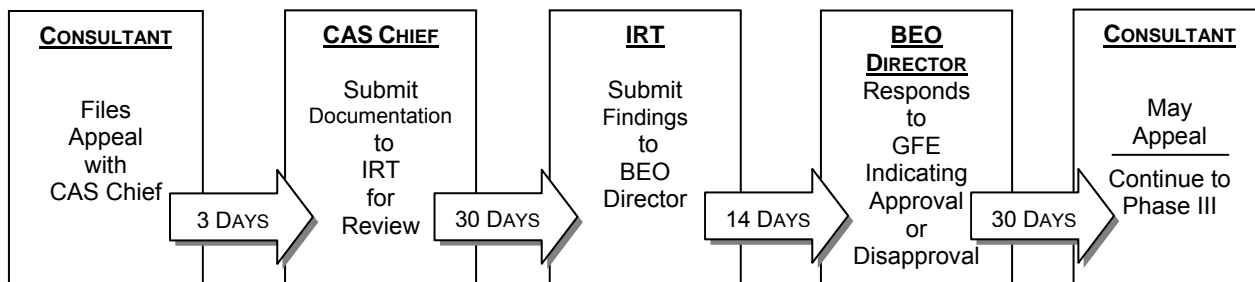 CONSULTANT
Files
Appeal
with
CAS Chief
3 DAYS
CAS CHIEF
Submit
Documentation
to
IRT
for
Review
30 DAYS
IRT
Submit
Findings
to
BEO
Director
14 DAYS
BEO
DIRECTOR
Responds
to
GFE
Indicating
Approval
or
Disapproval
30 DAYS
CONSULTANT
May
Appeal
Continue to
Phase III